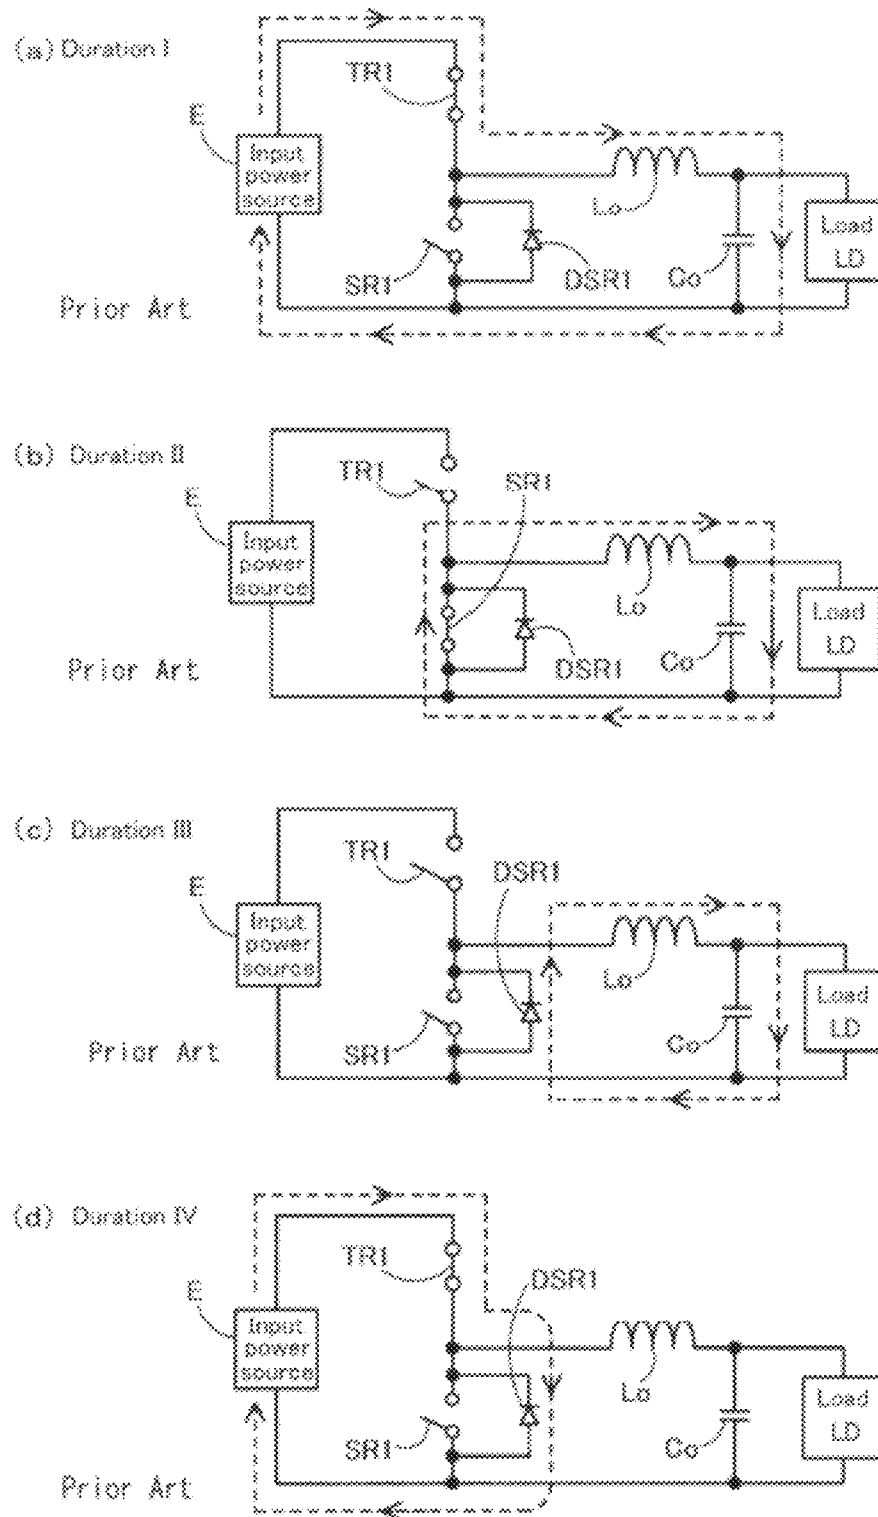 (a) Duration I
TR1
E
Input
power
source
Lo
SR1
DSR1
Co
Load
LD
Prior Art
(b) Duration II
TR1
SR1
E
Input
power
source
Lo
DSR1
Co
Load
LD
Prior Art
(c) Duration III
TR1
DSR1
E
Input
power
source
Lo
SR1
Co
Load
LD
Prior Art
(d) Duration IV
TR1
DSR1
E
Input
power
source
Lo
SR1
Co
Load
LD
Prior Art